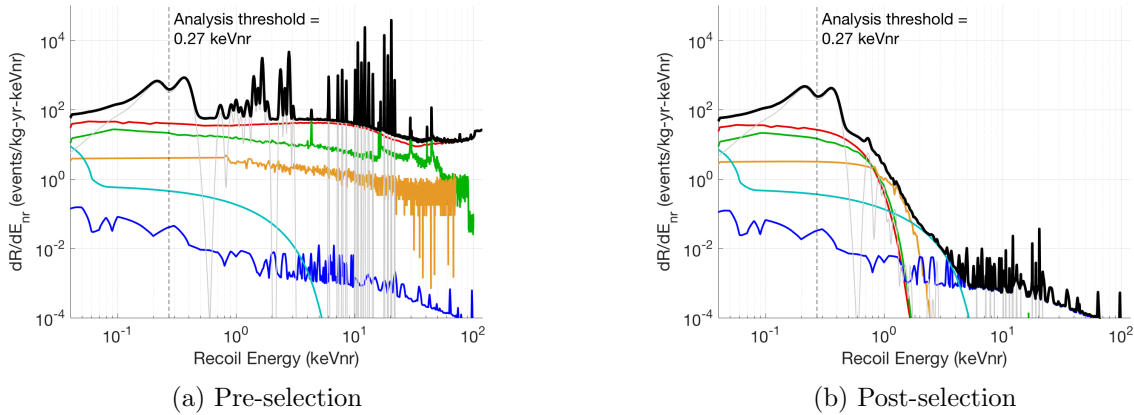 Analysis threshold =
0.27 keVnr
dR/dE_nr (events/kg-yr-keVnr)
10^4
10^2
10^0
10^-2
10^-4
10^-1 10^0 10^1 10^2
Recoil Energy (keVnr)
(a) Pre-selection
Analysis threshold =
0.27 keVnr
dR/dE_nr (events/kg-yr-keVnr)
10^4
10^2
10^0
10^-2
10^-4
10^-1 10^0 10^1 10^2
Recoil Energy (keVnr)
(b) Post-selection